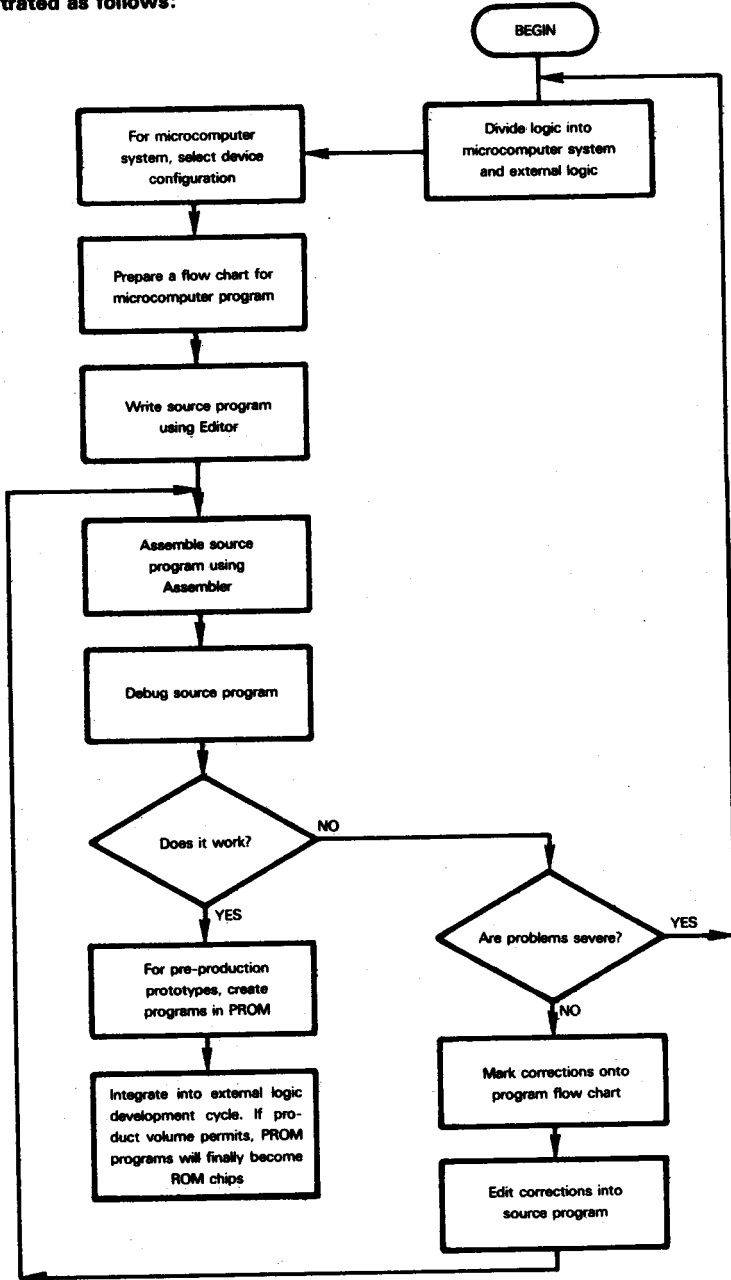 trated as follows:
BEGIN
Divide logic into
microcomputer system
and external logic
For microcomputer
system, select device
configuration
Prepare a flow chart for
microcomputer program
Write source program
using Editor
Assemble source
program using
Assembler
Debug source program
Does it work?
NO
YES
Are problems severe?
YES
NO
For pre-production
prototypes, create
programs in PROM
Mark corrections onto
program flow chart
Integrate into external logic
development cycle. If pro-
duct volume permits, PROM
programs will finally become
ROM chips
Edit corrections into
source program